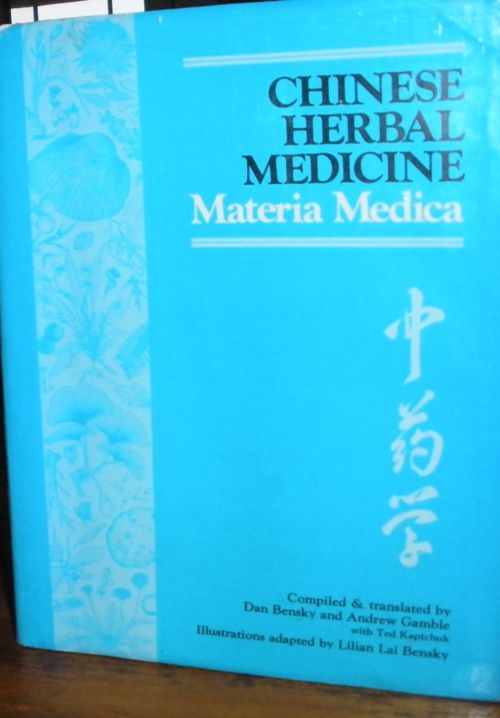 CHINESE
HERBAL
MEDICINE
Materia Medica
中
药
学
Compiled & translated by
Dan Bensky and Andrew Gamble
with Ted Kaptchuk
Illustrations adapted by Lilian Lai Bensky